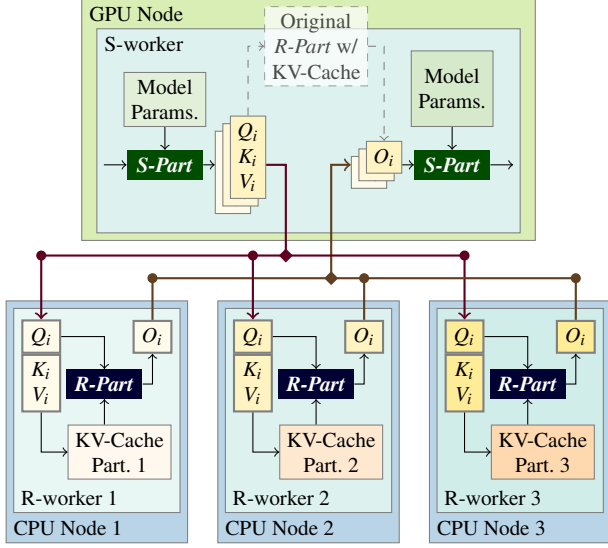 GPU Node
S-worker
Original
R-Part w/
KV-Cache
Model
Params.
Model
Params.
S-Part
Q_i
K_i
V_i
O_i
S-Part
Q_i
O_i
K_i
V_i
R-Part
KV-Cache
Part. 1
R-worker 1
CPU Node 1
Q_i
O_i
K_i
V_i
R-Part
KV-Cache
Part. 2
R-worker 2
CPU Node 2
Q_i
O_i
K_i
V_i
R-Part
KV-Cache
Part. 3
R-worker 3
CPU Node 3